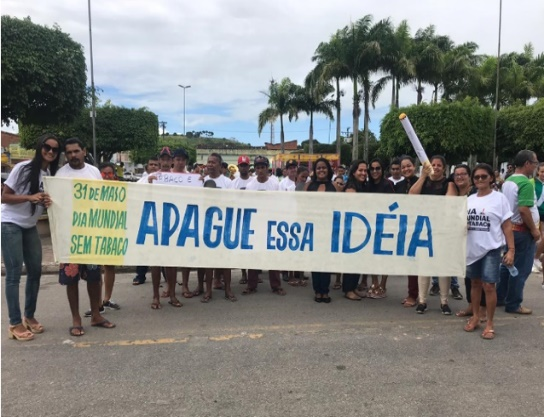 31 DE MAIO
DIA MUNDIAL
SEM TABACO
APAGUE ESSA IDÉIA